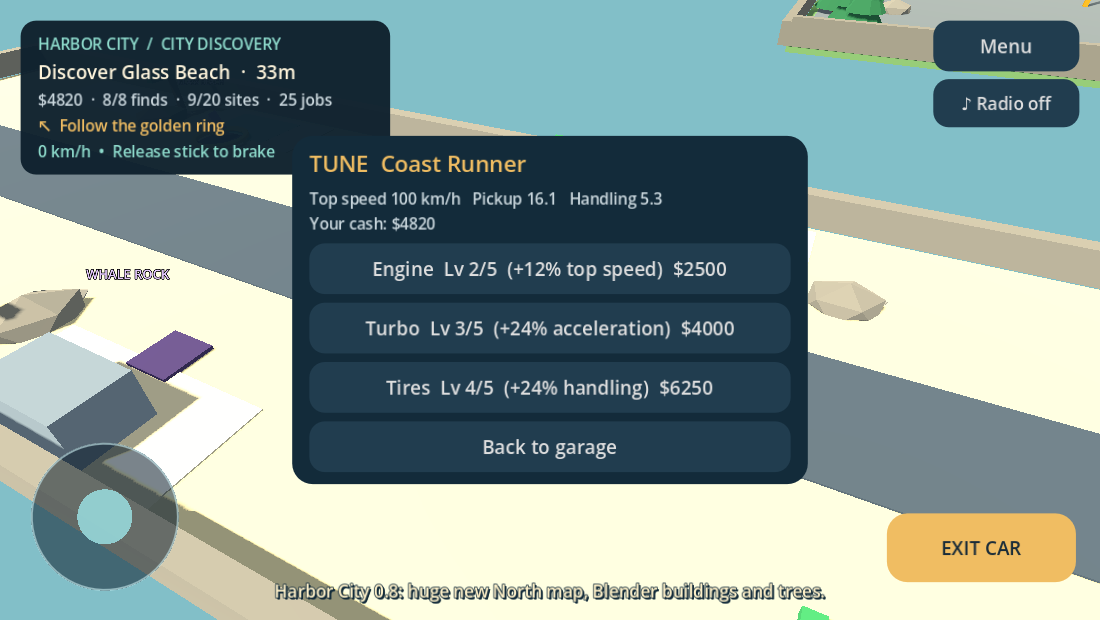 HARBOR CITY / CITY DISCOVERY
Discover Glass Beach · 33m
$4820 · 8/8 finds · 9/20 sites · 25 jobs
↖ Follow the golden ring
0 km/h • Release stick to brake
Menu
♪ Radio off
TUNE Coast Runner
Top speed 100 km/h Pickup 16.1 Handling 5.3
Your cash: $4820
Engine Lv 2/5 (+12% top speed) $2500
Turbo Lv 3/5 (+24% acceleration) $4000
Tires Lv 4/5 (+24% handling) $6250
Back to garage
WHALE ROCK
EXIT CAR
Harbor City 0.8: huge new North map, Blender buildings and trees.